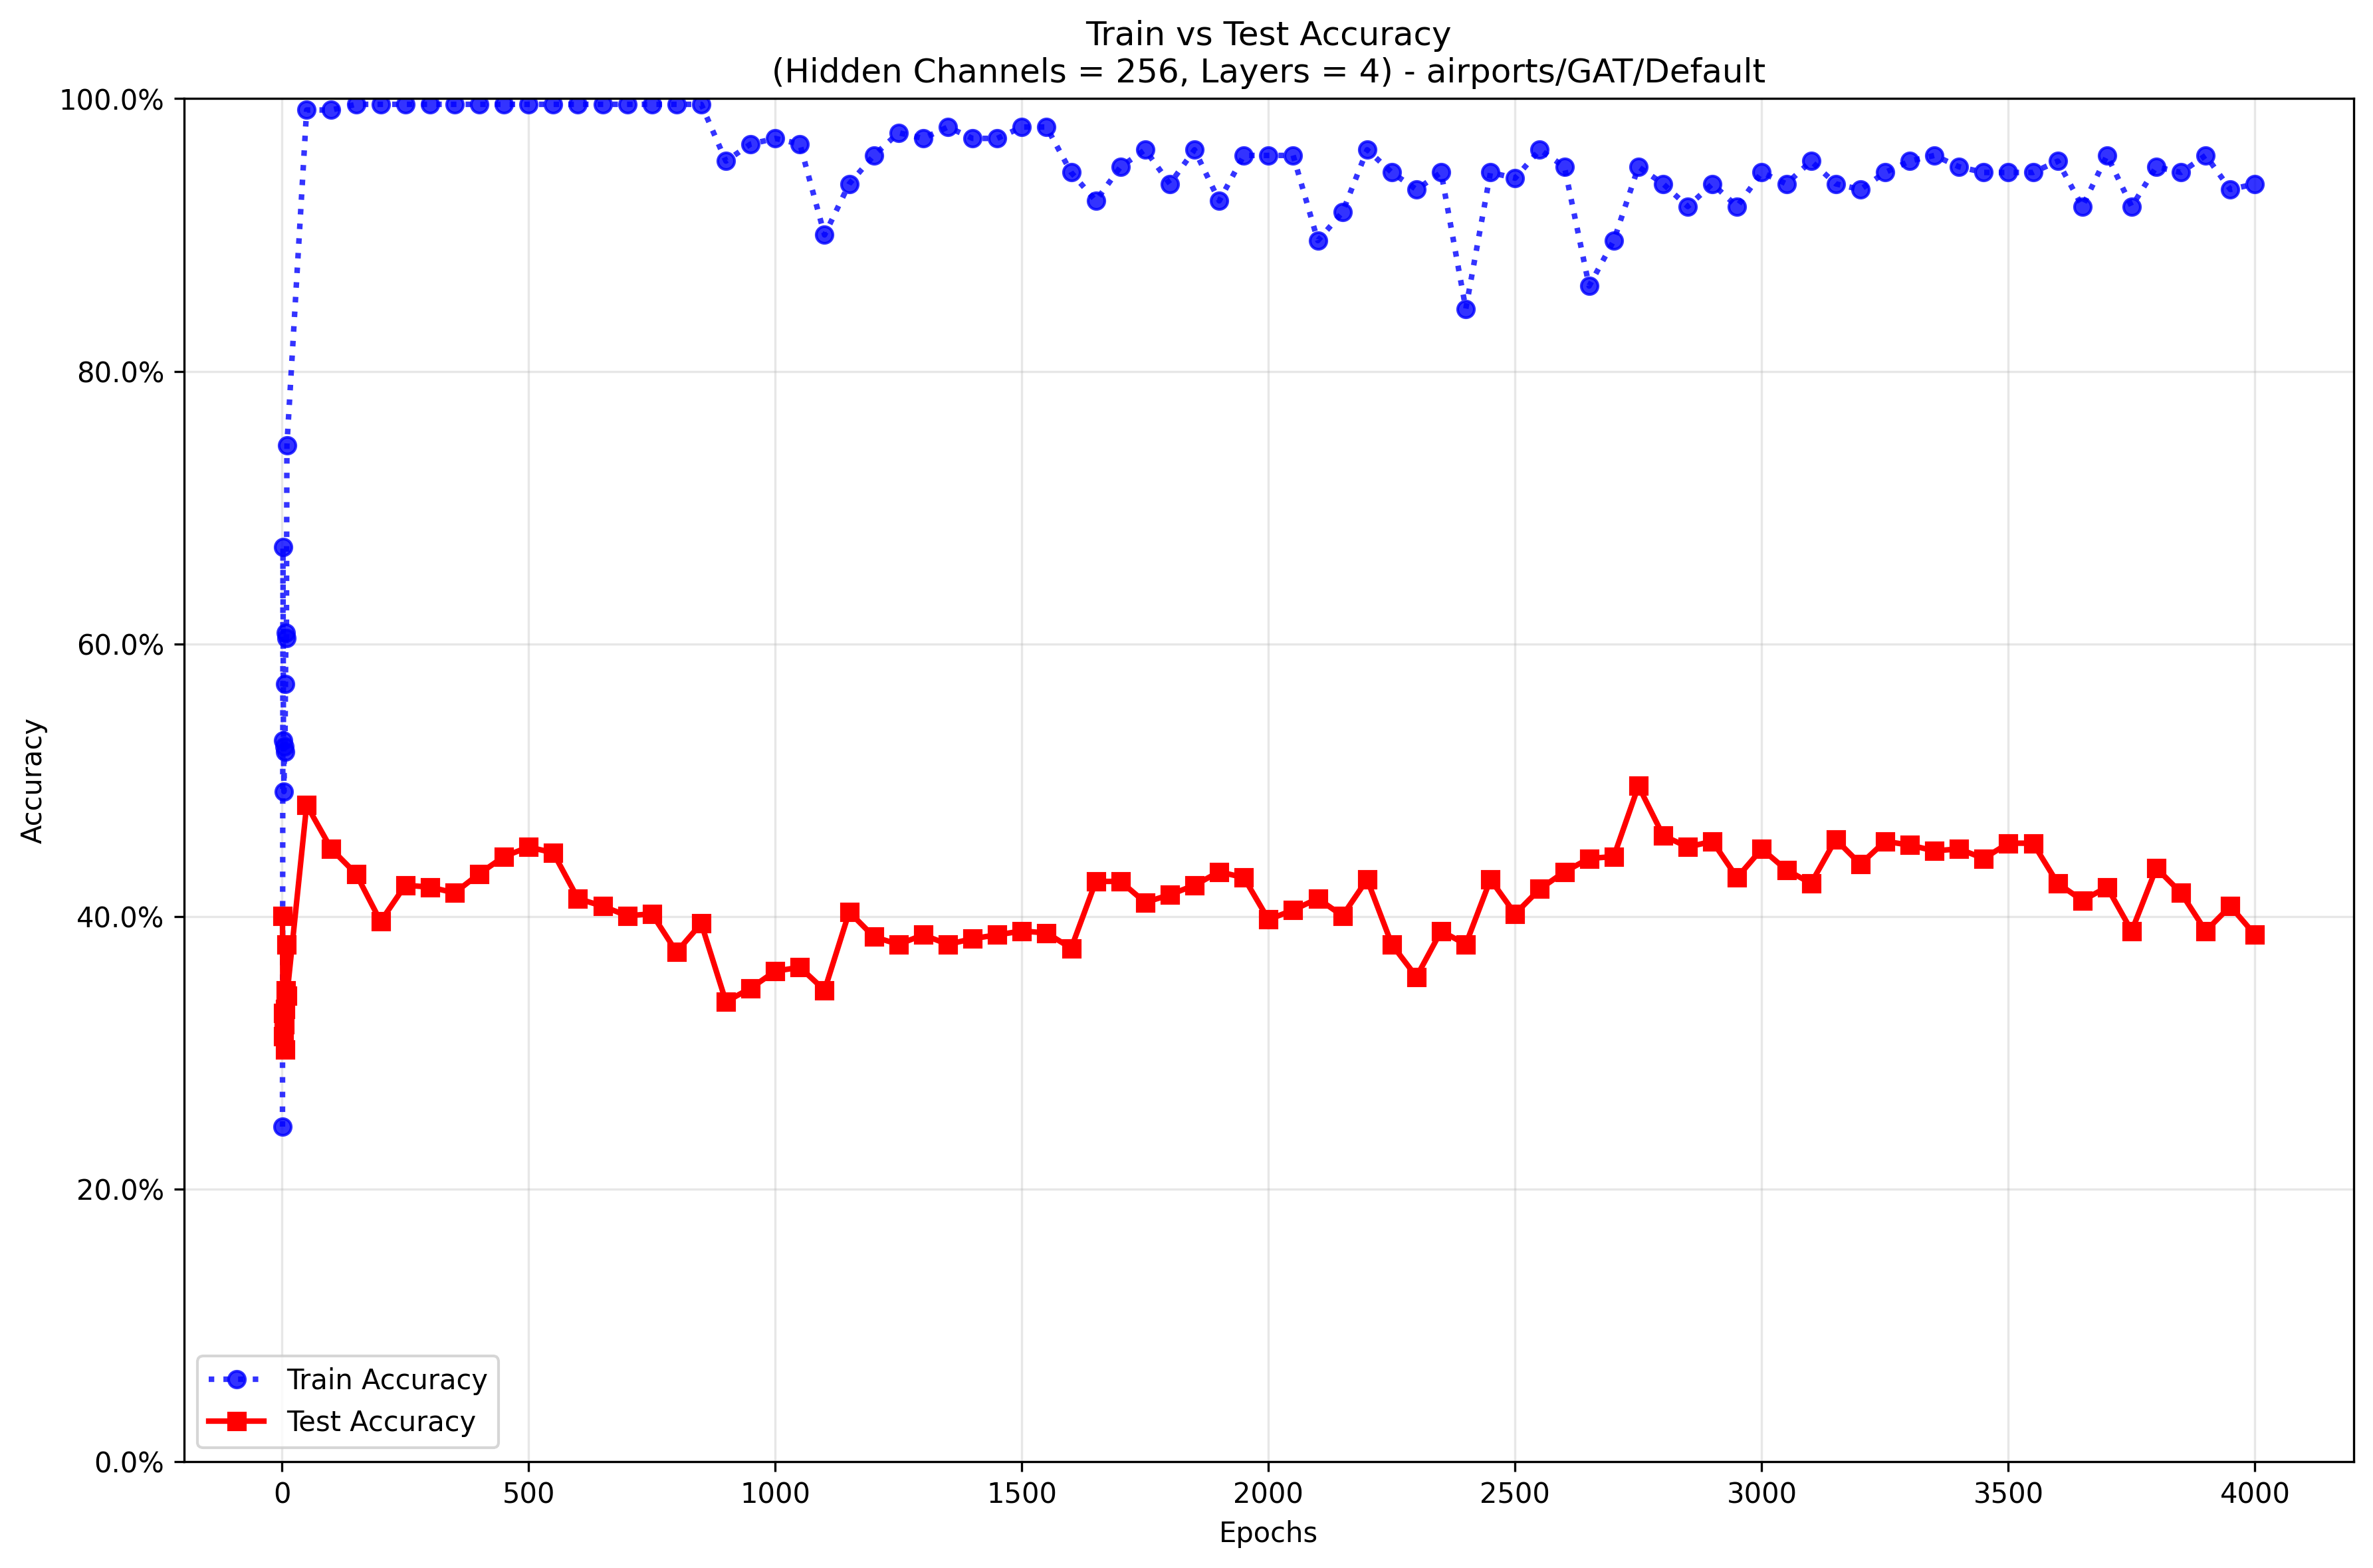 Train vs Test Accuracy
(Hidden Channels = 256, Layers = 4) - airports/GAT/Default
100.0%
80.0%
60.0%
40.0%
20.0%
0.0%
Accuracy
Train Accuracy
Test Accuracy
0 500 1000 1500 2000 2500 3000 3500 4000
Epochs